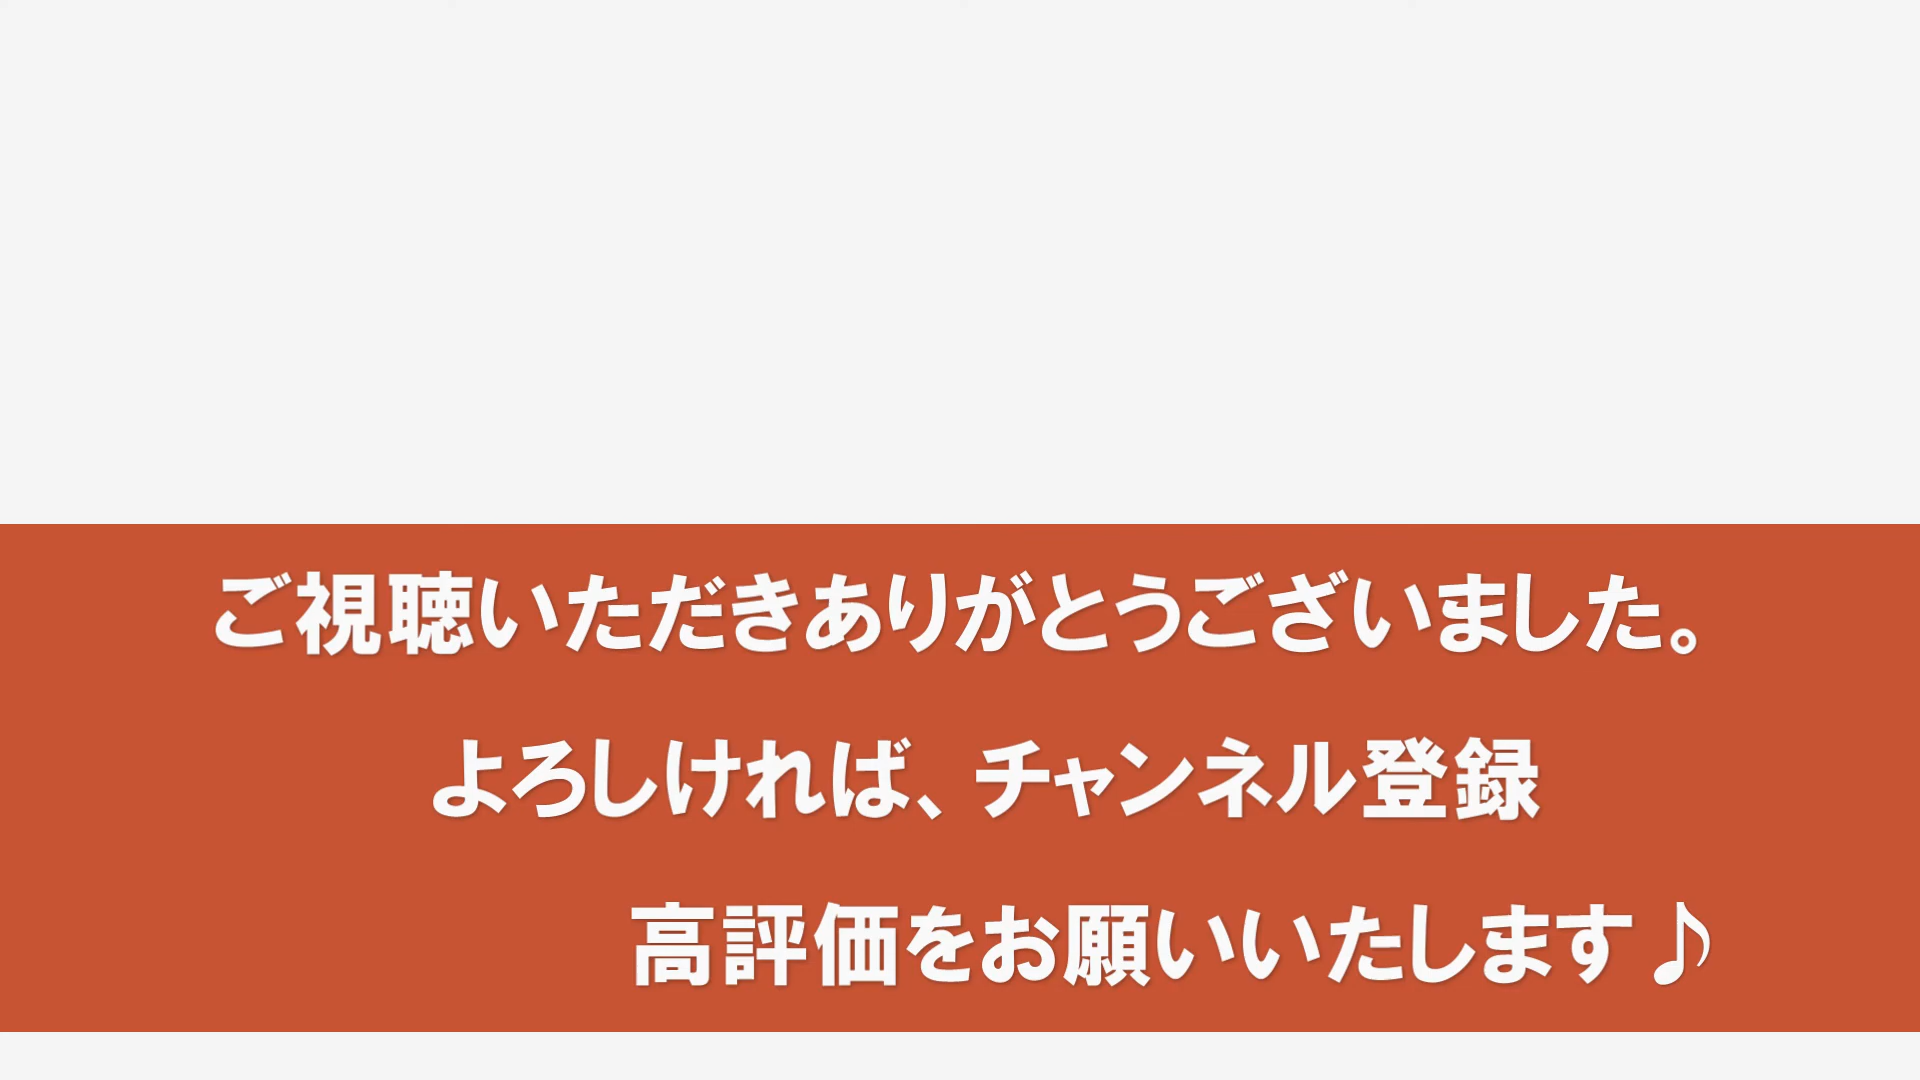 ご視聴いただきありがとうございました。
よろしければ、チャンネル登録
高評価をお願いいたします♪